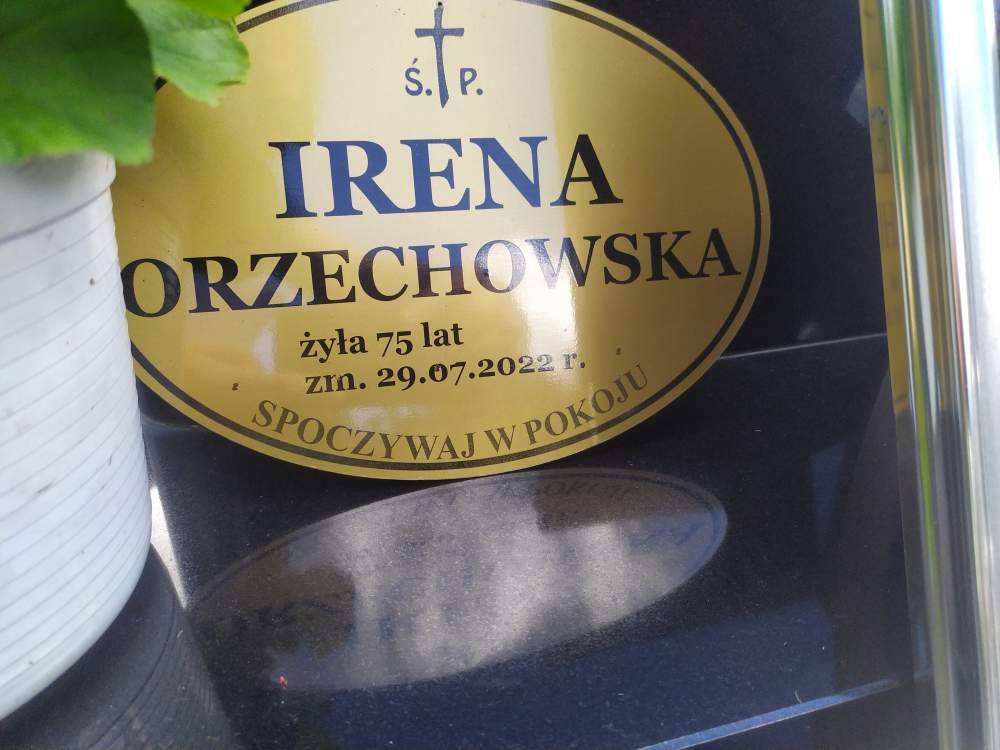 Ś. P.
IRENA
ORZECHOWSKA
żyła 75 lat
zm. 29.07.2022 r.
SPOCZYWAJ W POKOJU